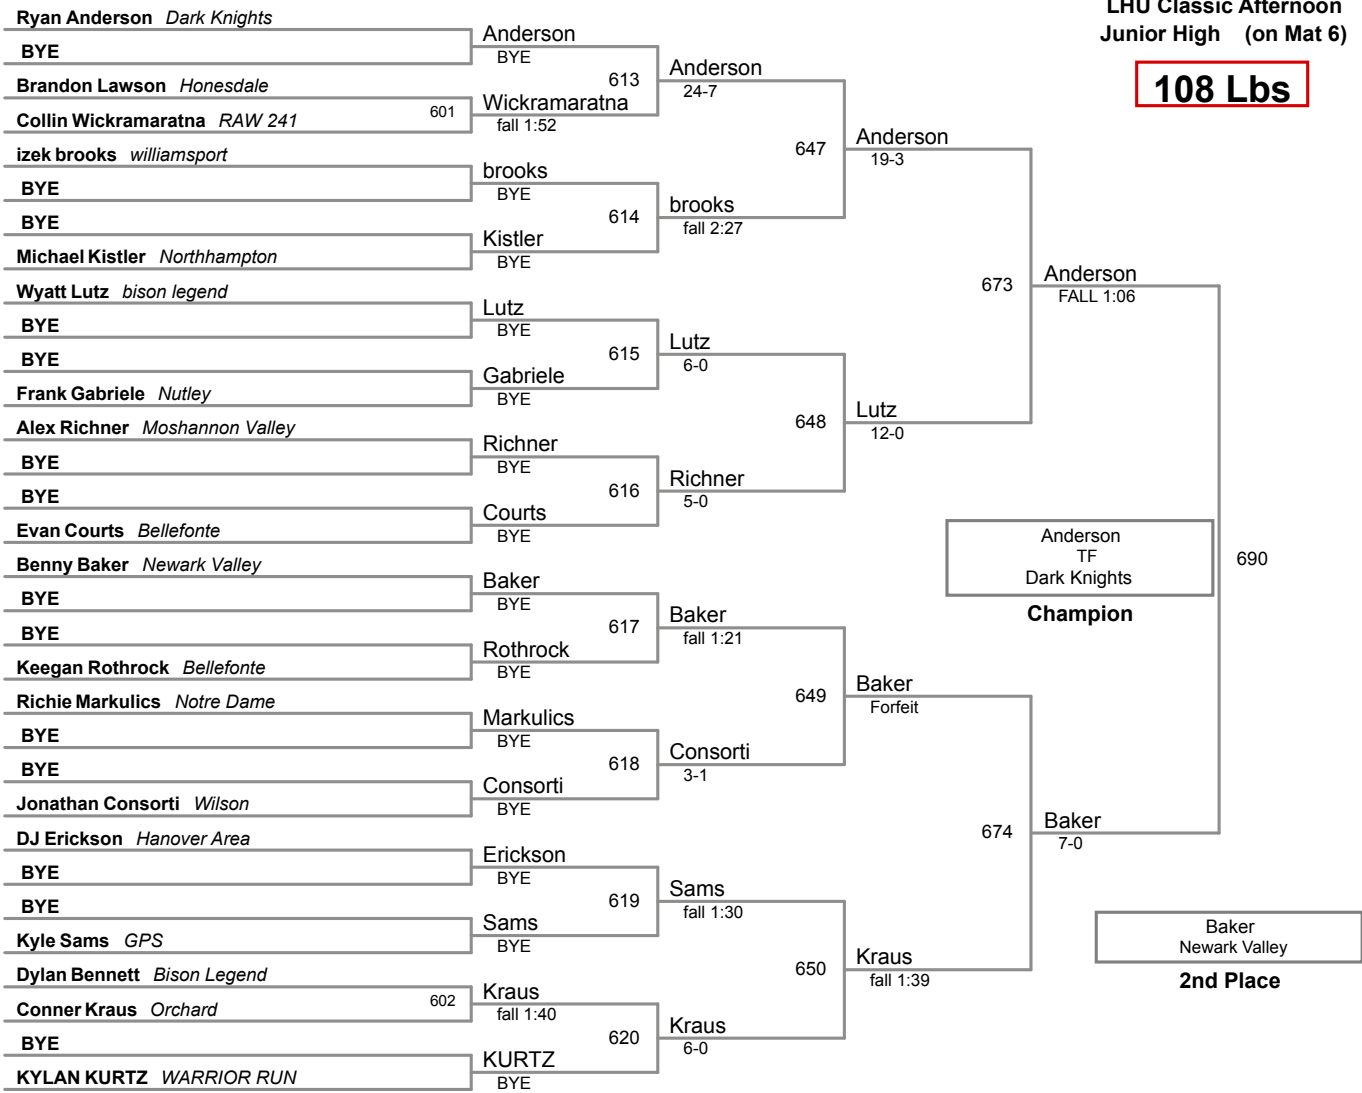 LHU Classic Afternoon
Junior High (on Mat 6)
108 Lbs
Ryan Anderson Dark Knights
BYE
Brandon Lawson Honesdale
Collin Wickramaratna RAW 241
izek brooks williamsport
BYE
BYE
Michael Kistler Northhampton
Wyatt Lutz bison legend
BYE
BYE
Frank Gabriele Nutley
Alex Richner Moshannon Valley
BYE
BYE
Evan Courts Bellefonte
Benny Baker Newark Valley
BYE
BYE
Keegan Rothrock Bellefonte
Richie Markulics Notre Dame
BYE
BYE
Jonathan Consorti Wilson
DJ Erickson Hanover Area
BYE
BYE
Kyle Sams GPS
Dylan Bennett Bison Legend
Conner Kraus Orchard
BYE
KYLAN KURTZ WARRIOR RUN
601
602
Anderson
BYE
Wickramaratna
fall 1:52
brooks
BYE
Kistler
BYE
Lutz
BYE
Gabriele
BYE
Richner
BYE
Courts
BYE
Baker
BYE
Rothrock
BYE
Markulics
BYE
Consorti
BYE
Erickson
BYE
Sams
BYE
Kraus
fall 1:40
KURTZ
BYE
613
614
615
616
617
618
619
620
Anderson
24-7
brooks
fall 2:27
Lutz
6-0
Richner
5-0
Baker
fall 1:21
Consorti
3-1
Sams
fall 1:30
Kraus
6-0
647
648
649
650
Anderson
19-3
Lutz
12-0
Baker
Forfeit
Kraus
fall 1:39
673
674
Anderson
FALL 1:06
Baker
7-0
690
Anderson
TF
Dark Knights
Champion
Baker
Newark Valley
2nd Place